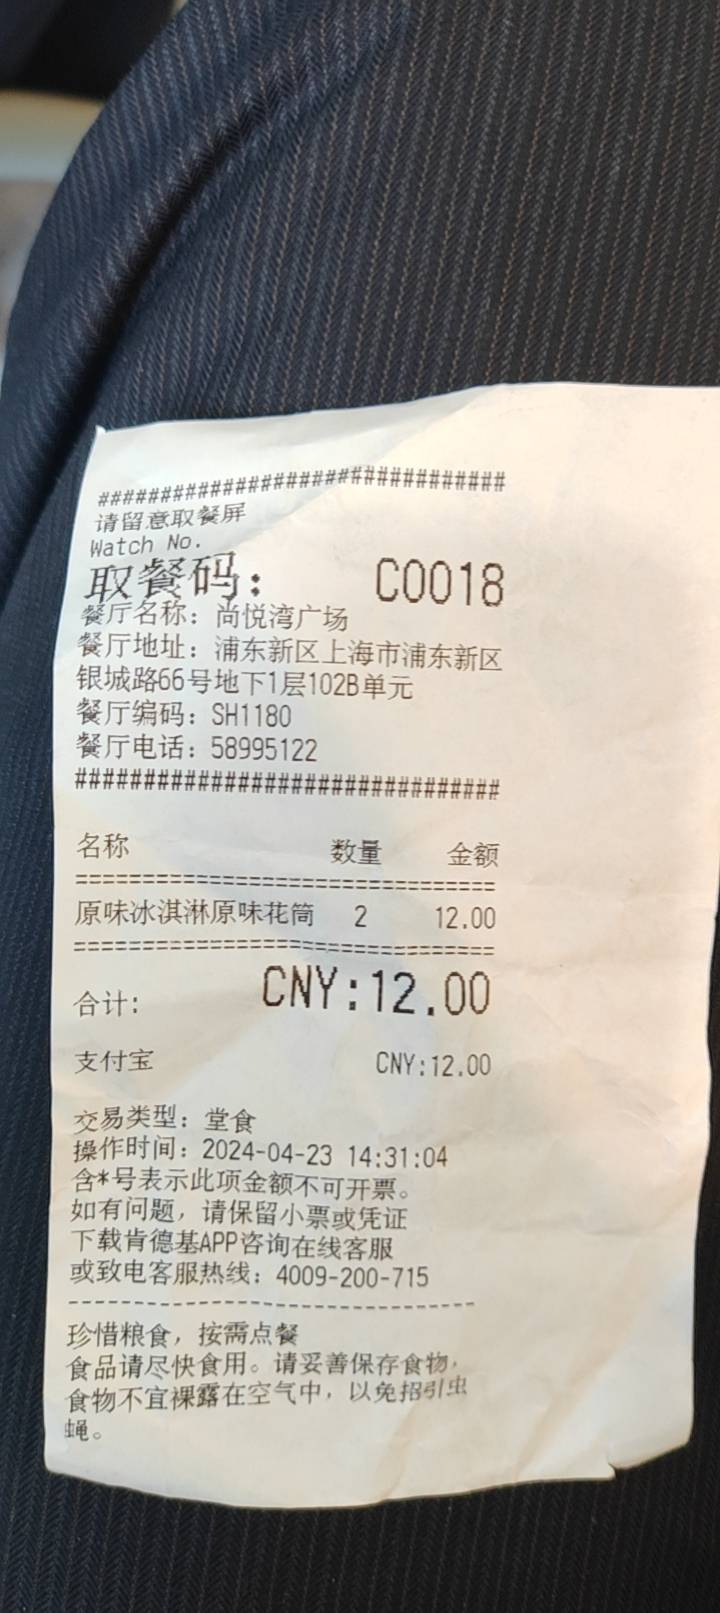 ##################################
请留意取餐屏
Watch No.
取餐码： C0018
餐厅名称：尚悦湾广场
餐厅地址：浦东新区上海市浦东新区
银城路66号地下1层102B单元
餐厅编码：SH1180
餐厅电话：58995122
################################
名称 数量 金额
================================
原味冰淇淋原味花筒 2 12.00
================================
合计: CNY:12.00
支付宝 CNY:12.00
交易类型：堂食
操作时间：2024-04-23 14:31:04
含*号表示此项金额不可开票。
如有问题，请保留小票或凭证
下载肯德基APP咨询在线客服
或致电客服热线：4009-200-715
--------------------------------
珍惜粮食，按需点餐
食品请尽快食用。请妥善保存食物，
食物不宜裸露在空气中，以免招引虫
蝇。